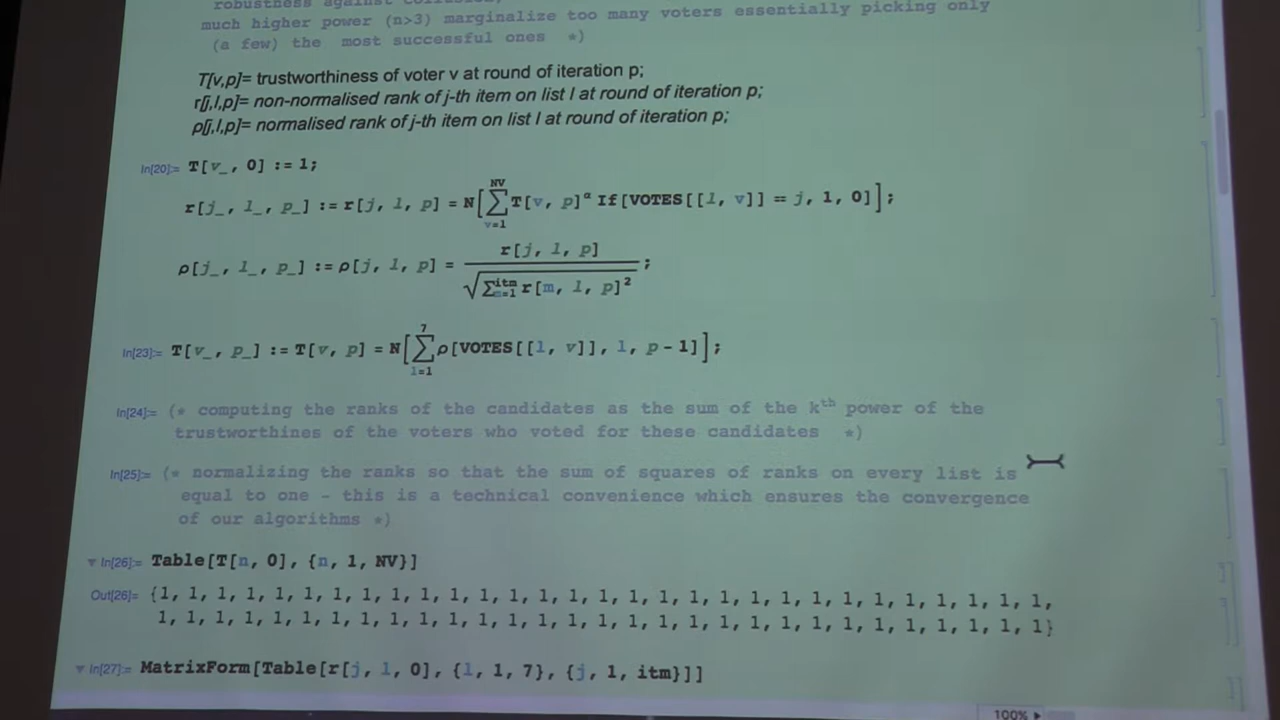 robustness against collusion,
much higher power (n>3) marginalize too many voters essentially picking only
(a few) the most successful ones *)
T[v,p]= trustworthiness of voter v at round of iteration p;
r[j,l,p]= non-normalised rank of j-th item on list l at round of iteration p;
ρ[j,l,p]= normalised rank of j-th item on list l at round of iteration p;
In[20]:= T[v_, 0] := 1;
r[j_, l_, p_] := r[j, l, p] = N[∑_{v=1}^{NV} T[v, p]^α If[VOTES[[l, v]] == j, 1, 0]];
ρ[j_, l_, p_] := ρ[j, l, p] = r[j, l, p] / √(∑_{m=1}^{itm} r[m, l, p]²);
In[23]:= T[v_, p_] := T[v, p] = N[∑_{l=1}^{7} ρ[VOTES[[l, v]], l, p - 1]];
In[24]:= (* computing the ranks of the candidates as the sum of the k^th power of the
trustworthines of the voters who voted for these candidates *)
In[25]:= (* normalizing the ranks so that the sum of squares of ranks on every list is
equal to one - this is a technical convenience which ensures the convergence
of our algorithms *)
In[26]:= Table[T[n, 0], {n, 1, NV}]
Out[26]= {1, 1, 1, 1, 1, 1, 1, 1, 1, 1, 1, 1, 1, 1, 1, 1, 1, 1, 1, 1, 1, 1, 1, 1, 1, 1, 1, 1, 1, 1,
1, 1, 1, 1, 1, 1, 1, 1, 1, 1, 1, 1, 1, 1, 1, 1, 1, 1, 1, 1, 1, 1, 1, 1, 1, 1, 1, 1, 1, 1}
In[27]:= MatrixForm[Table[r[j, l, 0], {l, 1, 7}, {j, 1, itm}]]
100%